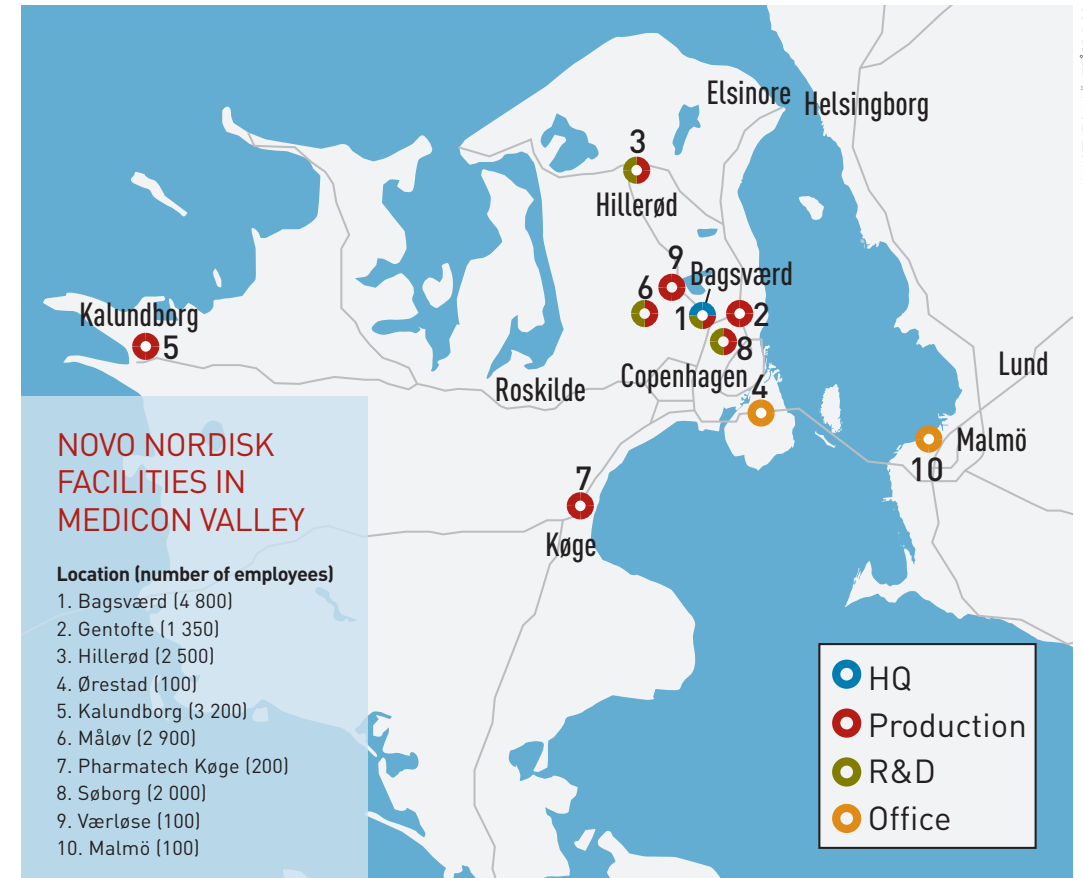 Elsinore
Helsingborg
3
Hillerød
9
Bagsværd
6
1
2
8
Kalundborg
5
Roskilde
Copenhagen
4
Lund
Malmö
10
7
Køge
NOVO NORDISK
FACILITIES IN
MEDICON VALLEY
Location (number of employees)
1. Bagsværd (4 800)
2. Gentofte (1 350)
3. Hillerød (2 500)
4. Ørestad (100)
5. Kalundborg (3 200)
6. Måløv (2 900)
7. Pharmatech Køge (200)
8. Søborg (2 000)
9. Værløse (100)
10. Malmö (100)
HQ
Production
R&D
Office